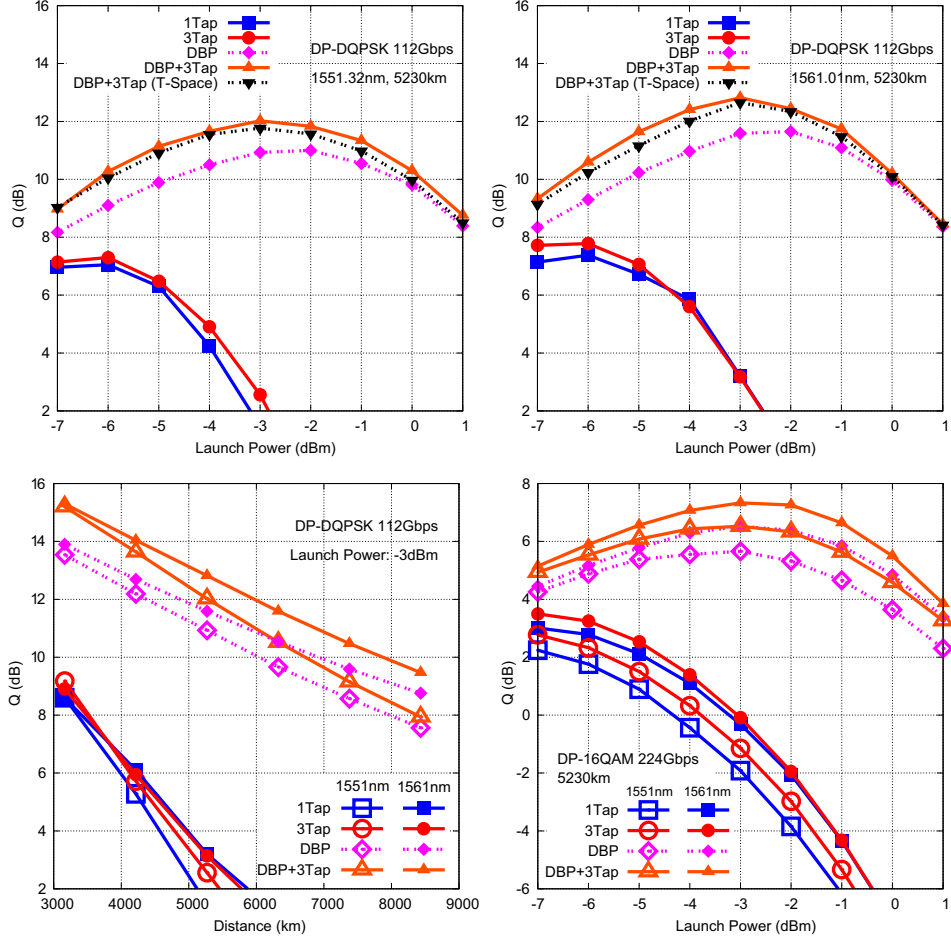 16
14
12
10
8
6
4
2
-7
-6
-5
-4
-3
-2
-1
0
1
Q (dB)
Launch Power (dBm)
1Tap
3Tap
DBP
DBP+3Tap
DBP+3Tap (T-Space)
DP-DQPSK 112Gbps
1551.32nm, 5230km
16
14
12
10
8
6
4
2
-7
-6
-5
-4
-3
-2
-1
0
1
Q (dB)
Launch Power (dBm)
1Tap
3Tap
DBP
DBP+3Tap
DBP+3Tap (T-Space)
DP-DQPSK 112Gbps
1561.01nm, 5230km
16
14
12
10
8
6
4
2
3000
4000
5000
6000
7000
8000
9000
Q (dB)
Distance (km)
DP-DQPSK 112Gbps
Launch Power: -3dBm
1551nm 1561nm
1Tap
3Tap
DBP
DBP+3Tap
8
6
4
2
0
-2
-4
-6
-7
-6
-5
-4
-3
-2
-1
0
1
Q (dB)
Launch Power (dBm)
DP-16QAM 224Gbps
5230km
1551nm 1561nm
1Tap
3Tap
DBP
DBP+3Tap